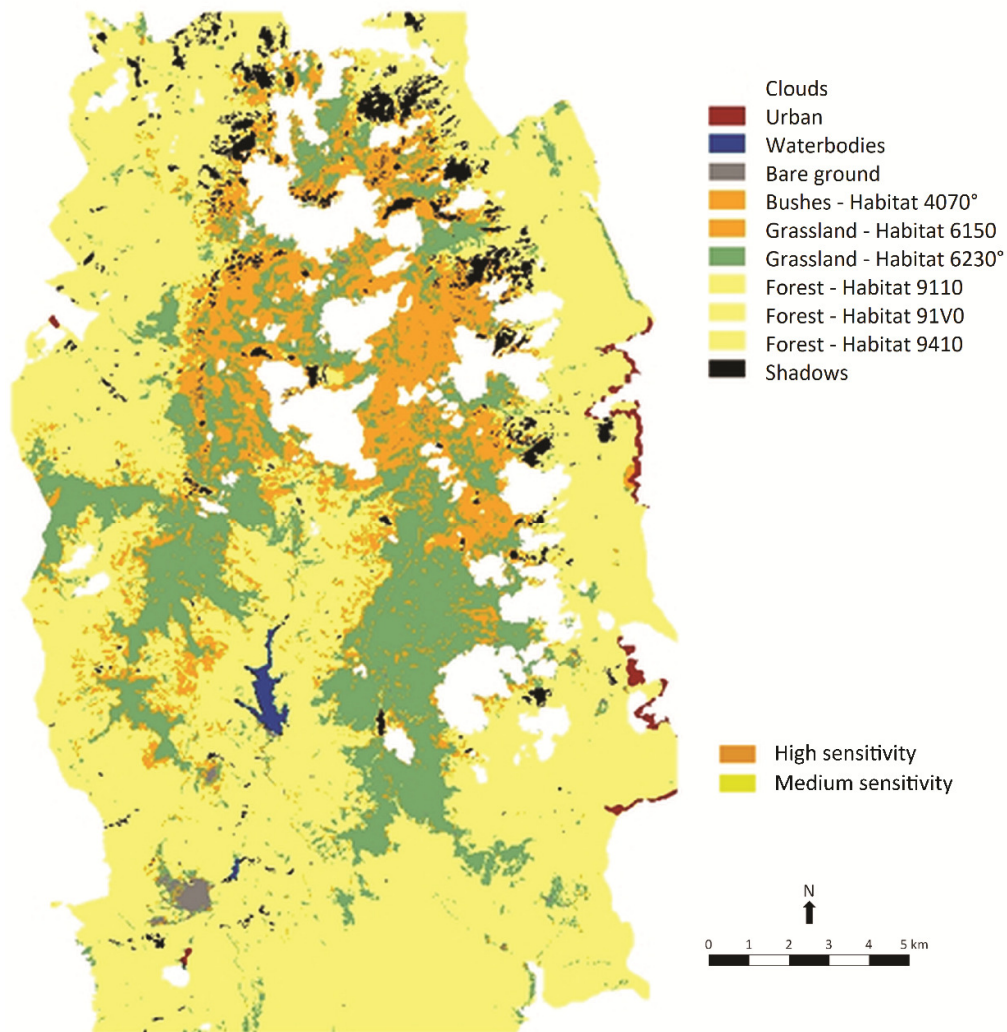 Clouds
Urban
Waterbodies
Bare ground
Bushes - Habitat 4070°
Grassland - Habitat 6150
Grassland - Habitat 6230°
Forest - Habitat 9110
Forest - Habitat 91V0
Forest - Habitat 9410
Shadows
High sensitivity
Medium sensitivity
N
0 1 2 3 4 5 km